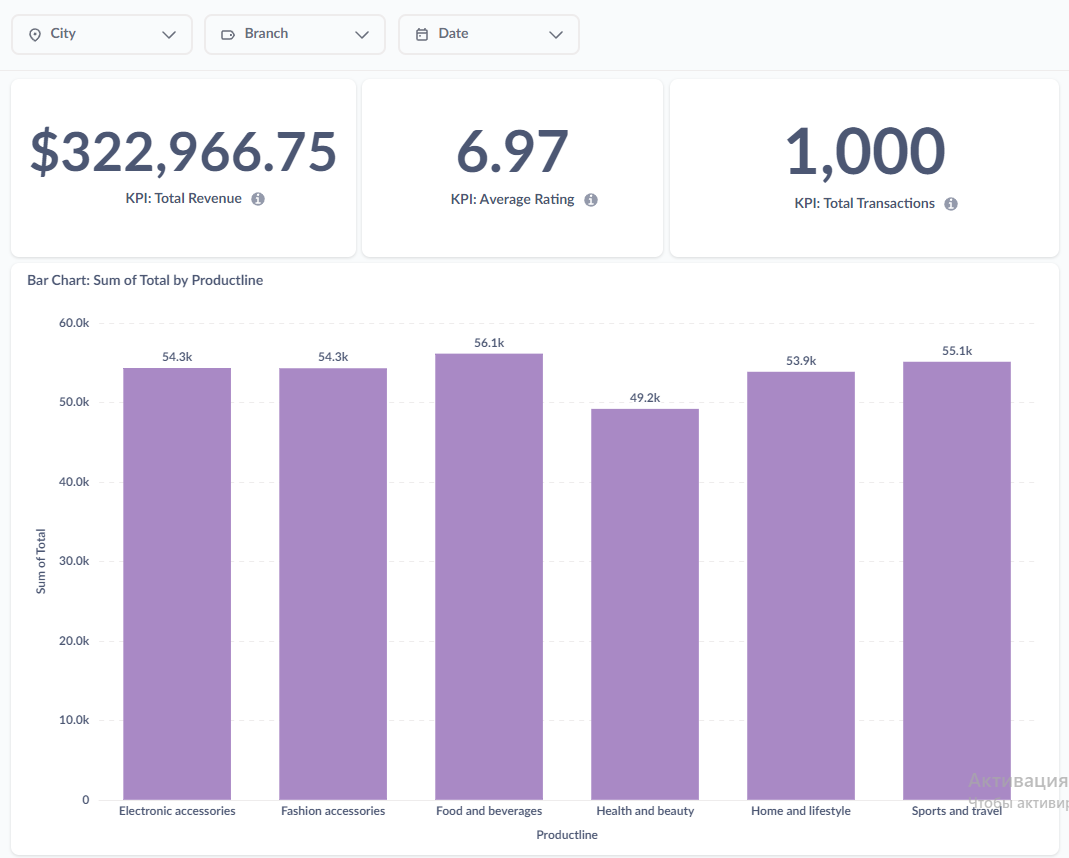 City
Branch
Date
$322,966.75
KPI: Total Revenue
6.97
KPI: Average Rating
1,000
KPI: Total Transactions
Bar Chart: Sum of Total by Productline
60.0k
50.0k
40.0k
30.0k
20.0k
10.0k
0
Sum of Total
54.3k
54.3k
56.1k
49.2k
53.9k
55.1k
Electronic accessories
Fashion accessories
Food and beverages
Health and beauty
Home and lifestyle
Sports and travel
Productline
Активация
Чтобы